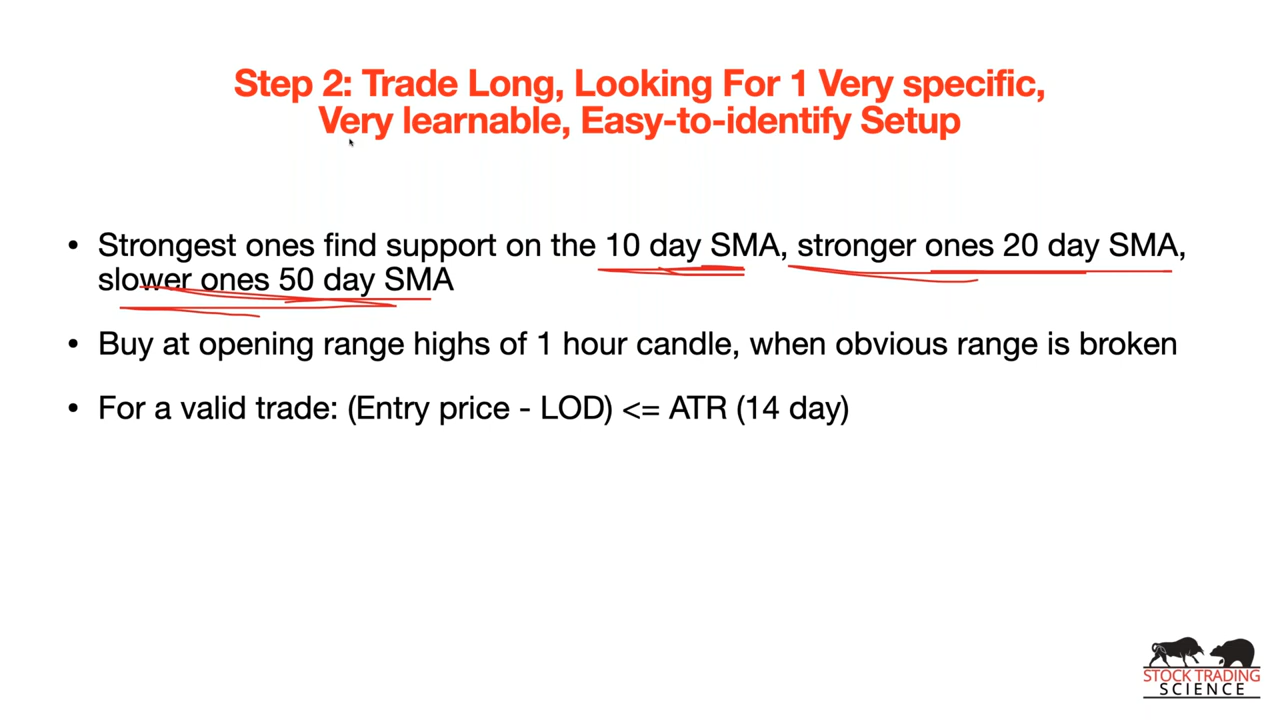 Step 2: Trade Long, Looking For 1 Very specific,
Very learnable, Easy-to-identify Setup
• Strongest ones find support on the 10 day SMA, stronger ones 20 day SMA,
slower ones 50 day SMA
• Buy at opening range highs of 1 hour candle, when obvious range is broken
• For a valid trade: (Entry price - LOD) <= ATR (14 day)
STOCK TRADING
SCIENCE